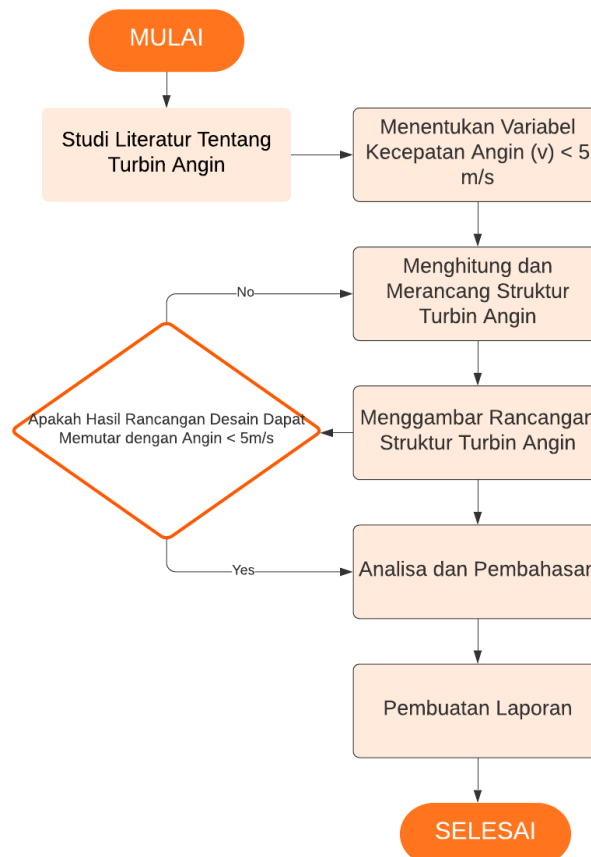 MULAI
Studi Literatur Tentang
Turbin Angin
Menentukan Variabel
Kecepatan Angin (v) < 5
m/s
Menghitung dan
Merancang Struktur
Turbin Angin
No
Apakah Hasil Rancangan Desain Dapat
Memutar dengan Angin < 5m/s
Menggambar Rancangan
Struktur Turbin Angin
Yes
Analisa dan Pembahasan
Pembuatan Laporan
SELESAI